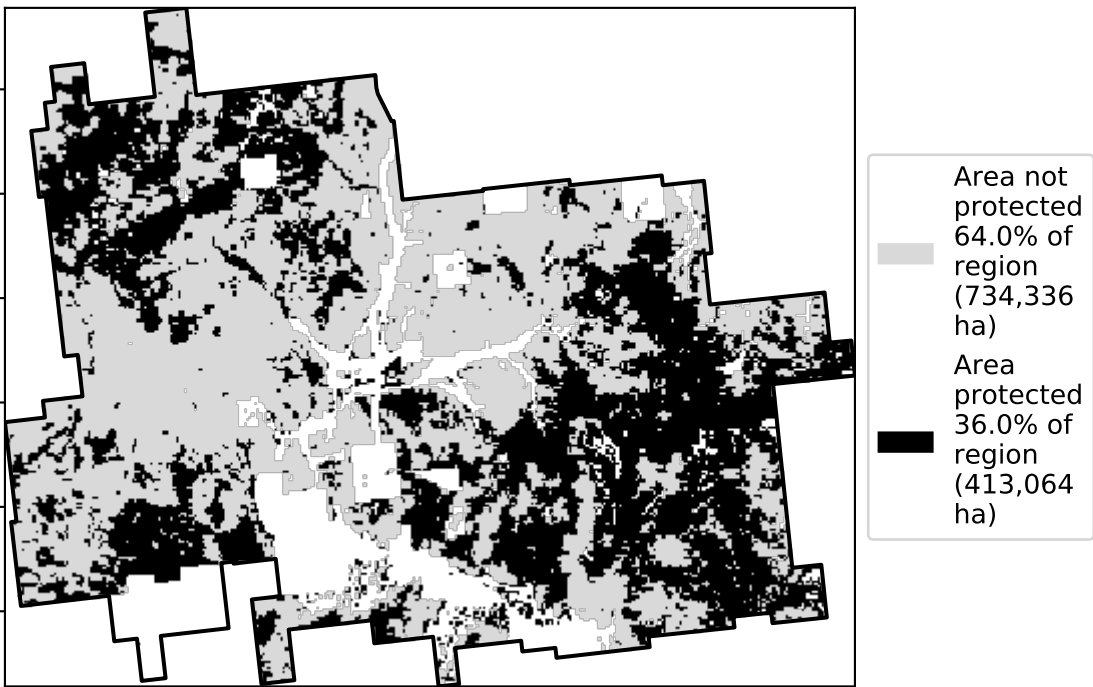 Area not
protected
64.0% of
region
(734,336
ha)
Area
protected
36.0% of
region
(413,064
ha)